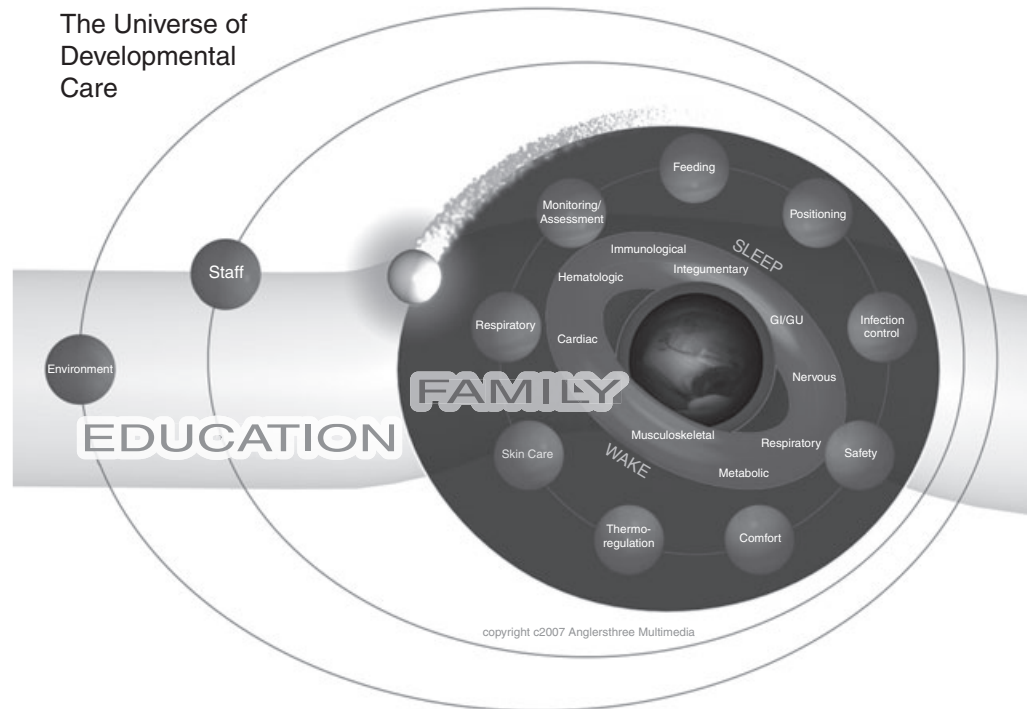 The Universe of
Developmental
Care
Feeding
Monitoring/
Assessment
Positioning
SLEEP
Immunological
Integumentary
Hematologic
Staff
GI/GU
Respiratory
Infection
control
Cardiac
Environment
Nervous
FAMILY
EDUCATION
Musculoskeletal
Respiratory
Skin Care
Safety
WAKE
Metabolic
Thermo-
regulation
Comfort
copyright c2007 Anglersthree Multimedia